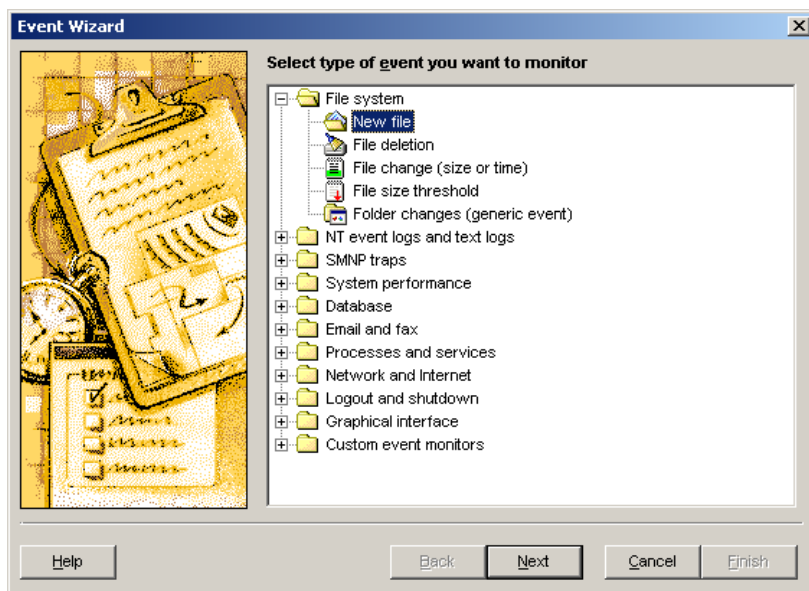 Event Wizard
Select type of event you want to monitor
File system
New file
File deletion
File change (size or time)
File size threshold
Folder changes (generic event)
NT event logs and text logs
SMNP traps
System performance
Database
Email and fax
Processes and services
Network and Internet
Logout and shutdown
Graphical interface
Custom event monitors
Help
Back
Next
Cancel
Finish